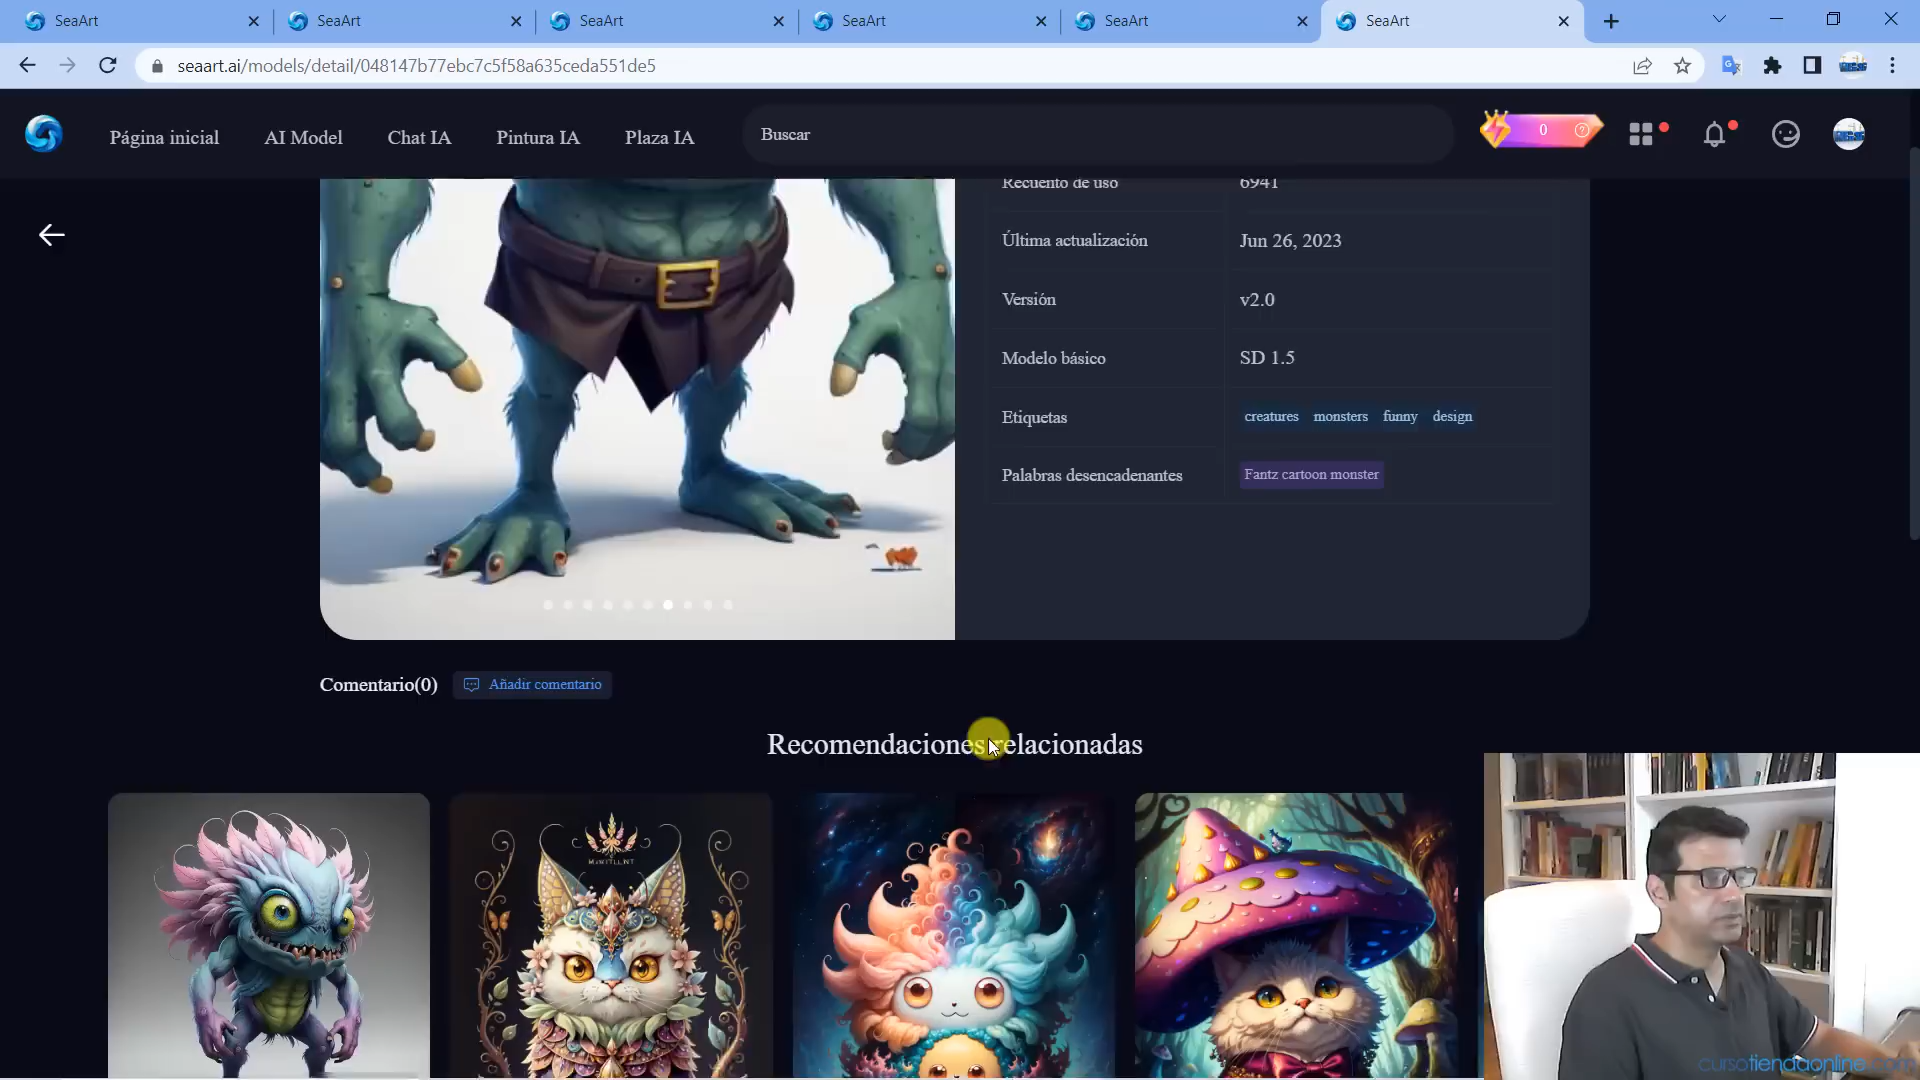 SeaArt
SeaArt
SeaArt
SeaArt
SeaArt
SeaArt
seaart.ai/models/detail/048147b77ebc7c5f58a635ceda551de5
Página inicial
AI Model
Chat IA
Pintura IA
Plaza IA
Buscar
0
Recuento de uso
6941
Última actualización
Jun 26, 2023
Versión
v2.0
Modelo básico
SD 1.5
Etiquetas
creatures monsters funny design
Palabras desencadenantes
Fantz cartoon monster
Comentario(0)
Añadir comentario
Recomendaciones relacionadas
cursotiendaonline.com